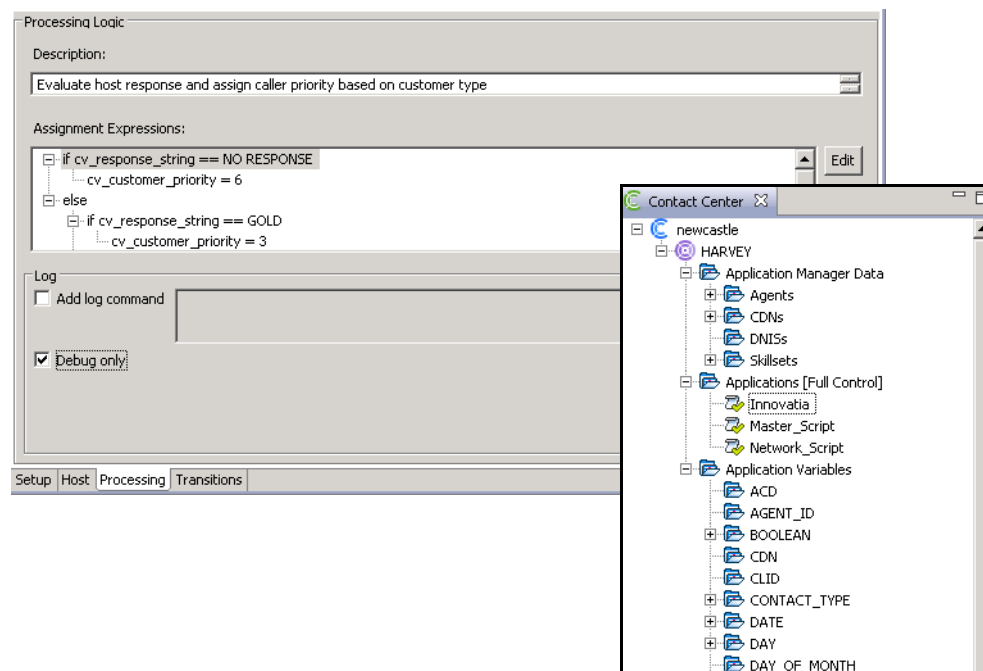 Processing Logic
Description:
Evaluate host response and assign caller priority based on customer type
Assignment Expressions:
if cv_response_string == NO RESPONSE
cv_customer_priority = 6
else
if cv_response_string == GOLD
cv_customer_priority = 3
Edit
Log
Add log command
Debug only
Setup Host Processing Transitions
Contact Center
newcastle
HARVEY
Application Manager Data
Agents
CDNs
DNISs
Skillsets
Applications [Full Control]
Innovatia
Master_Script
Network_Script
Application Variables
ACD
AGENT_ID
BOOLEAN
CDN
CLID
CONTACT_TYPE
DATE
DAY
DAY_OF_MONTH